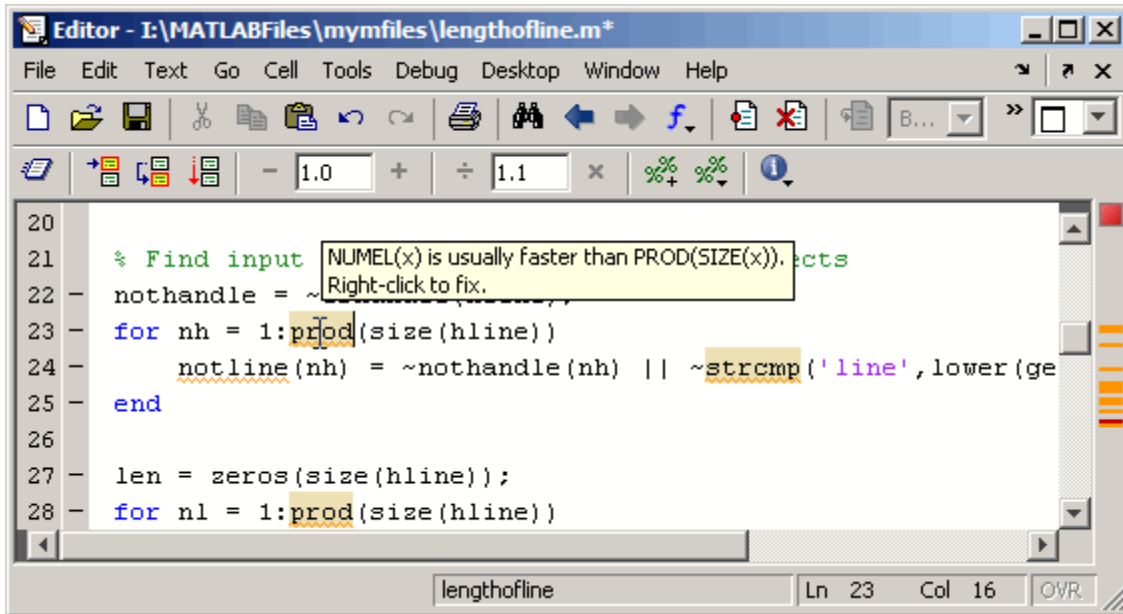 Editor - I:\MATLABFiles\mymfiles\lengthofline.m*
File Edit Text Go Cell Tools Debug Desktop Window Help
B...
1.0 1.1
20
21 % Find input
NUMEL(x) is usually faster than PROD(SIZE(x)).
Right-click to fix.
cts
22 - nothandle = ~
23 - for nh = 1:prod(size(hline))
24 - notline(nh) = ~nothandle(nh) || ~strcmp('line',lower(ge
25 - end
26
27 - len = zeros(size(hline));
28 - for nl = 1:prod(size(hline))
lengthofline Ln 23 Col 16 OVR